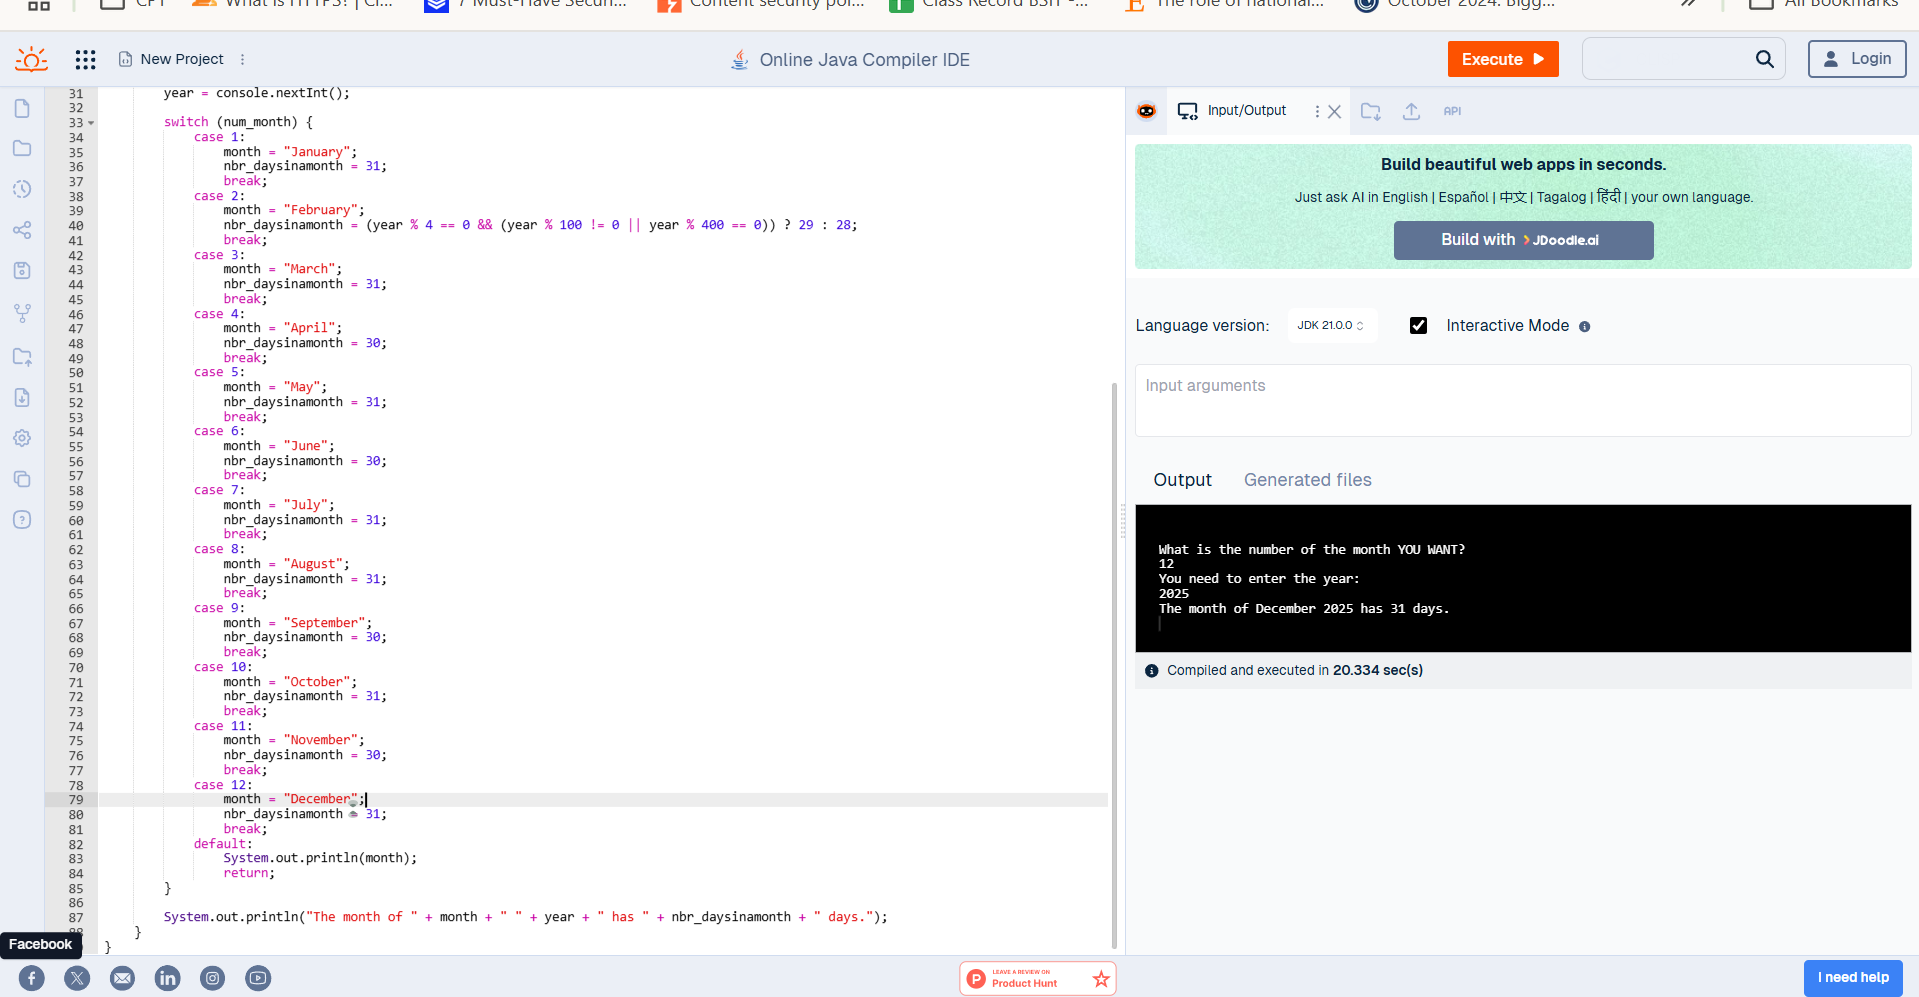 CPT
What is HTTPS? | Cl...
7 Must-Have Securi...
Content security pol...
Class Record BSIT -...
The role of national...
October 2024: Bigg...
All Bookmarks
New Project
Online Java Compiler IDE
Execute
Login
31 year = console.nextInt();
32
33 switch (num_month) {
34 case 1:
35 month = "January";
36 nbr_daysinamonth = 31;
37 break;
38 case 2:
39 month = "February";
40 nbr_daysinamonth = (year % 4 == 0 && (year % 100 != 0 || year % 400 == 0)) ? 29 : 28;
41 break;
42 case 3:
43 month = "March";
44 nbr_daysinamonth = 31;
45 break;
46 case 4:
47 month = "April";
48 nbr_daysinamonth = 30;
49 break;
50 case 5:
51 month = "May";
52 nbr_daysinamonth = 31;
53 break;
54 case 6:
55 month = "June";
56 nbr_daysinamonth = 30;
57 break;
58 case 7:
59 month = "July";
60 nbr_daysinamonth = 31;
61 break;
62 case 8:
63 month = "August";
64 nbr_daysinamonth = 31;
65 break;
66 case 9:
67 month = "September";
68 nbr_daysinamonth = 30;
69 break;
70 case 10:
71 month = "October";
72 nbr_daysinamonth = 31;
73 break;
74 case 11:
75 month = "November";
76 nbr_daysinamonth = 30;
77 break;
78 case 12:
79 month = "December";
80 nbr_daysinamonth = 31;
81 break;
82 default:
83 System.out.println(month);
84 return;
85 }
86
87 System.out.println("The month of " + month + " " + year + " has " + nbr_daysinamonth + " days.");
88 }
}
Facebook
Input/Output
API
Build beautiful web apps in seconds.
Just ask AI in English | Español | 中文 | Tagalog | हिंदी | your own language.
Build with JDoodle.ai
Language version:
JDK 21.0.0
Interactive Mode
Input arguments
Output
Generated files
What is the number of the month YOU WANT?
12
You need to enter the year:
2025
The month of December 2025 has 31 days.
Compiled and executed in 20.334 sec(s)
LEAVE A REVIEW ON
Product Hunt
I need help